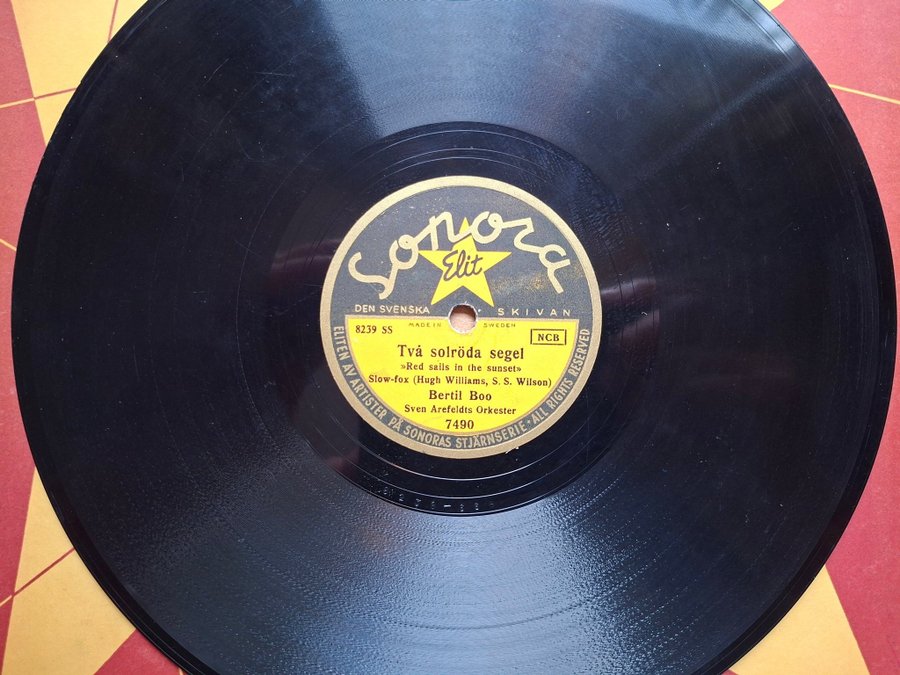 Sonora
Elit
DEN SVENSKA SKIVAN
MADE IN SWEDEN
8239 SS
NCB
Två solröda segel
»Red sails in the sunset»
Slow-fox (Hugh Williams, S. S. Wilson)
Bertil Boo
Sven Arefeldts Orkester
7490
ELITEN AV ARTISTER PÅ SONORAS STJÄRNSERIE · ALL RIGHTS RESERVED